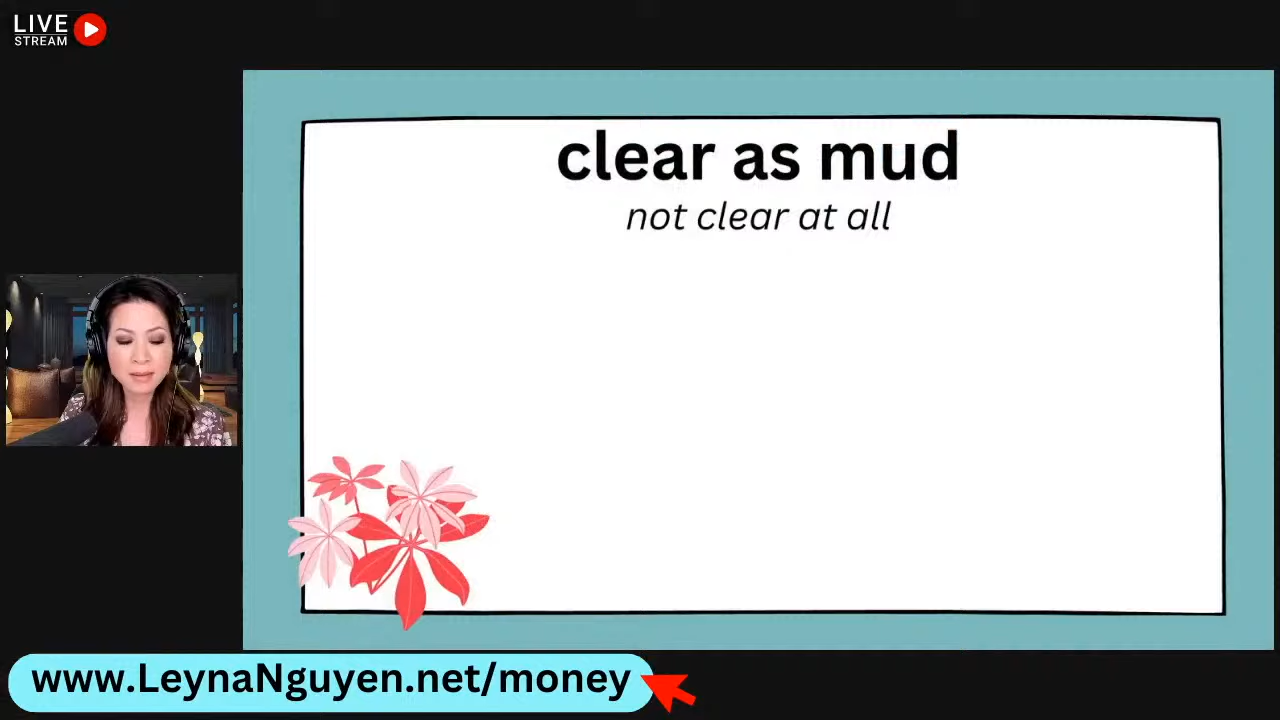 LIVE
STREAM
clear as mud
not clear at all
www.LeynaNguyen.net/money